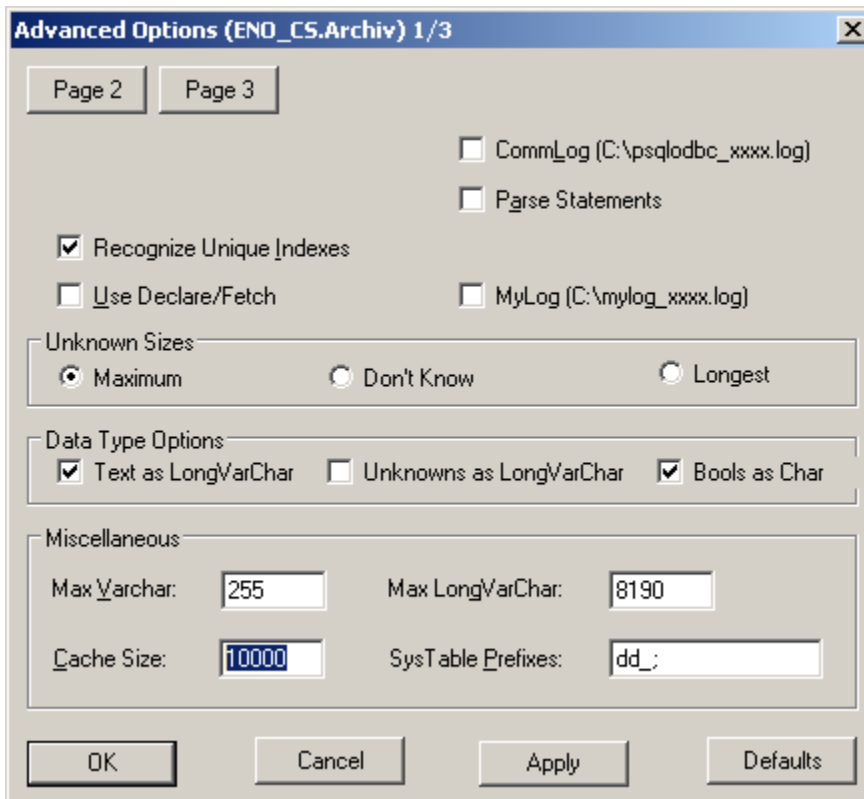 Advanced Options (ENO_CS.Archiv) 1/3
Page 2 Page 3
CommLog (C:\psqlodbc_xxxx.log)
Parse Statements
Recognize Unique Indexes
Use Declare/Fetch MyLog (C:\mylog_xxxx.log)
Unknown Sizes
Maximum Don't Know Longest
Data Type Options
Text as LongVarChar Unknowns as LongVarChar Bools as Char
Miscellaneous
Max Varchar: 255 Max LongVarChar: 8190
Cache Size: 10000 SysTable Prefixes: dd_;
OK Cancel Apply Defaults